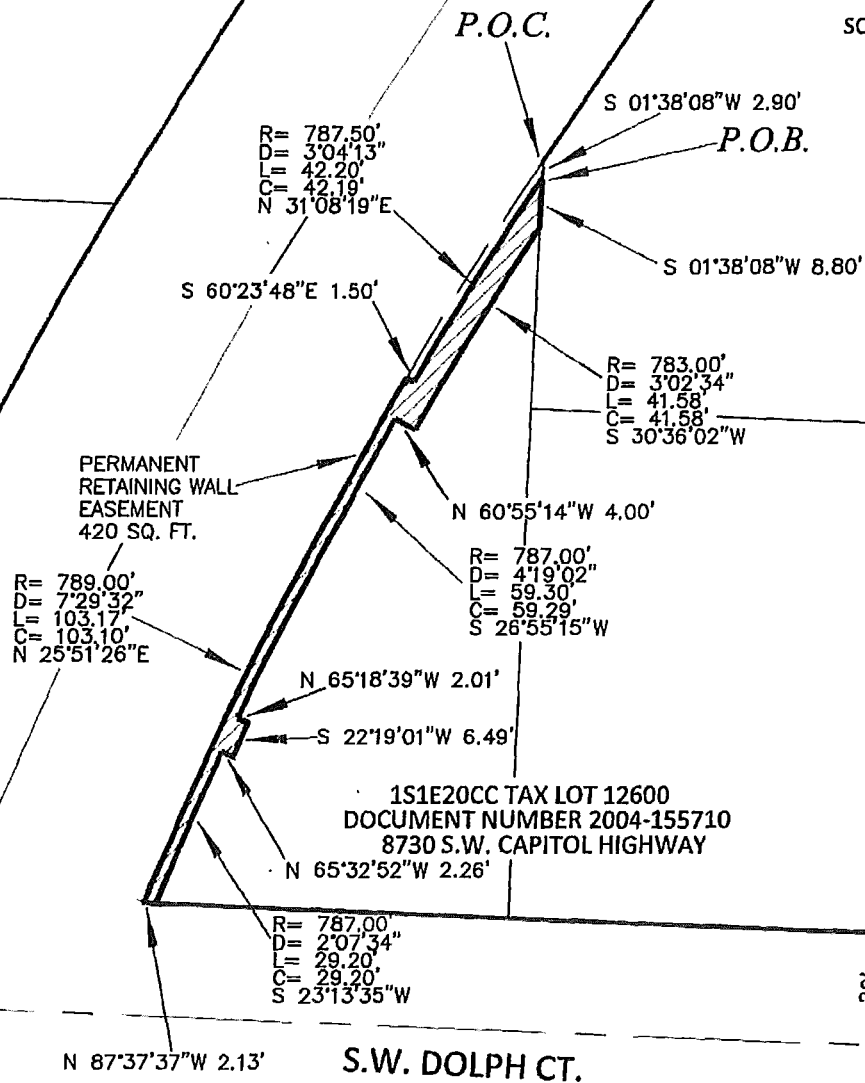 P.O.C.
SC
S 01°38'08"W 2.90'
P.O.B.
R= 787.50'
D= 3°04'13"
L= 42.20'
C= 42.19'
N 31°08'19"E
S 01°38'08"W 8.80'
S 60°23'48"E 1.50'
R= 783.00'
D= 3°02'34"
L= 41.58'
C= 41.58'
S 30°36'02"W
PERMANENT
RETAINING WALL
EASEMENT
420 SQ. FT.
N 60°55'14"W 4.00'
R= 787.00'
D= 4°19'02"
L= 59.30'
C= 59.29'
S 26°55'15"W
R= 789.00'
D= 7°29'32"
L= 103.17'
C= 103.10'
N 25°51'26"E
N 65°18'39"W 2.01'
S 22°19'01"W 6.49'
1S1E20CC TAX LOT 12600
DOCUMENT NUMBER 2004-155710
8730 S.W. CAPITOL HIGHWAY
N 65°32'52"W 2.26'
R= 787.00'
D= 2°07'34"
L= 29.20'
C= 29.20'
S 23°13'35"W
N 87°37'37"W 2.13'
S.W. DOLPH CT.